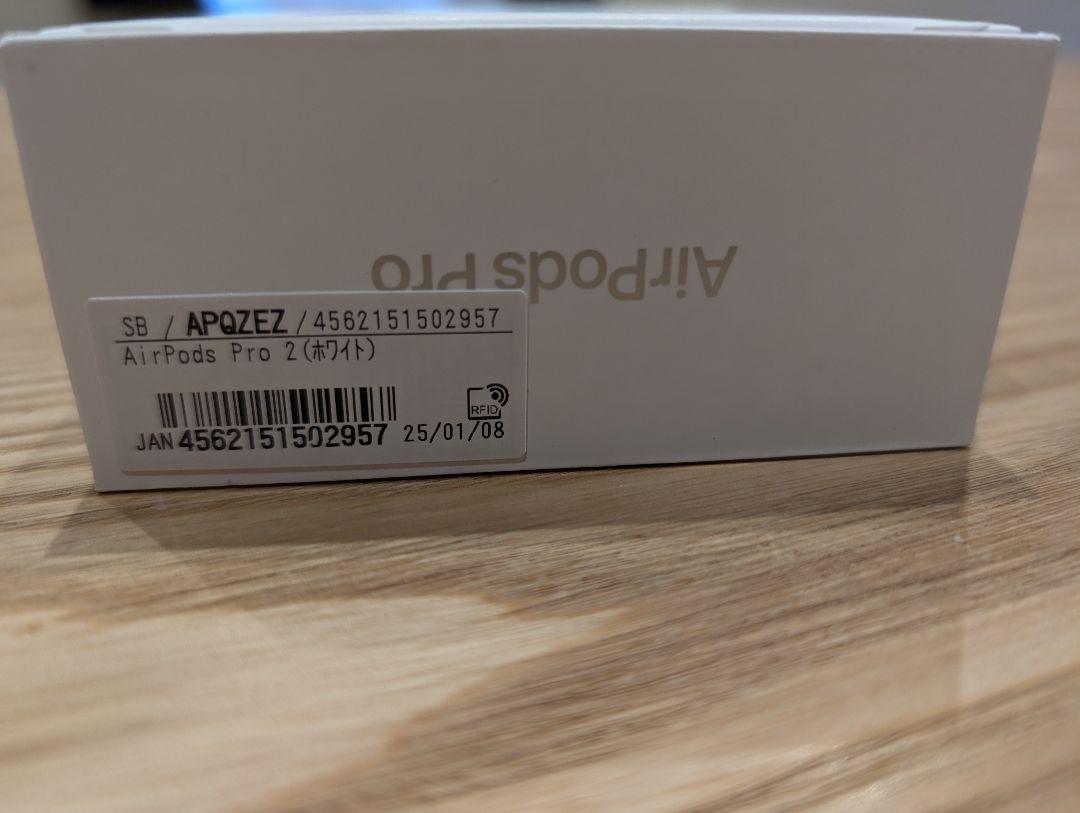 AirPods Pro
SB / APQZEZ / 4562151502957
AirPods Pro 2(ホワイト)
RFID
JAN 4562151502957 25/01/08